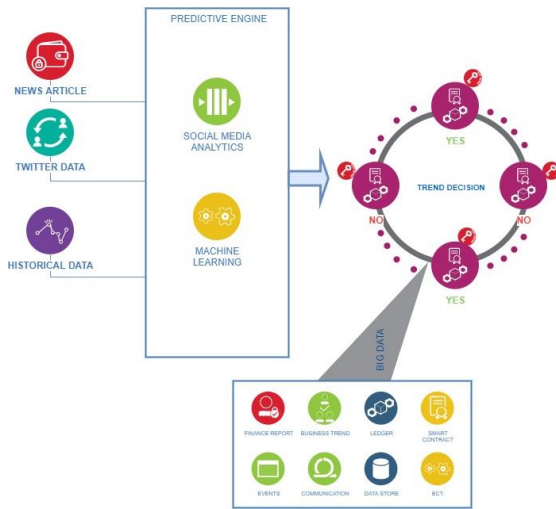 PREDICTIVE ENGINE
NEWS ARTICLE
TWITTER DATA
HISTORICAL DATA
SOCIAL MEDIA
ANALYTICS
MACHINE
LEARNING
YES
NO
TREND DECISION
NO
YES
BIG DATA
FINANCE REPORT
BUSINESS TREND
LEDGER
SMART
CONTRACT
EVENTS
COMMUNICATION
DATA STORE
ECT.